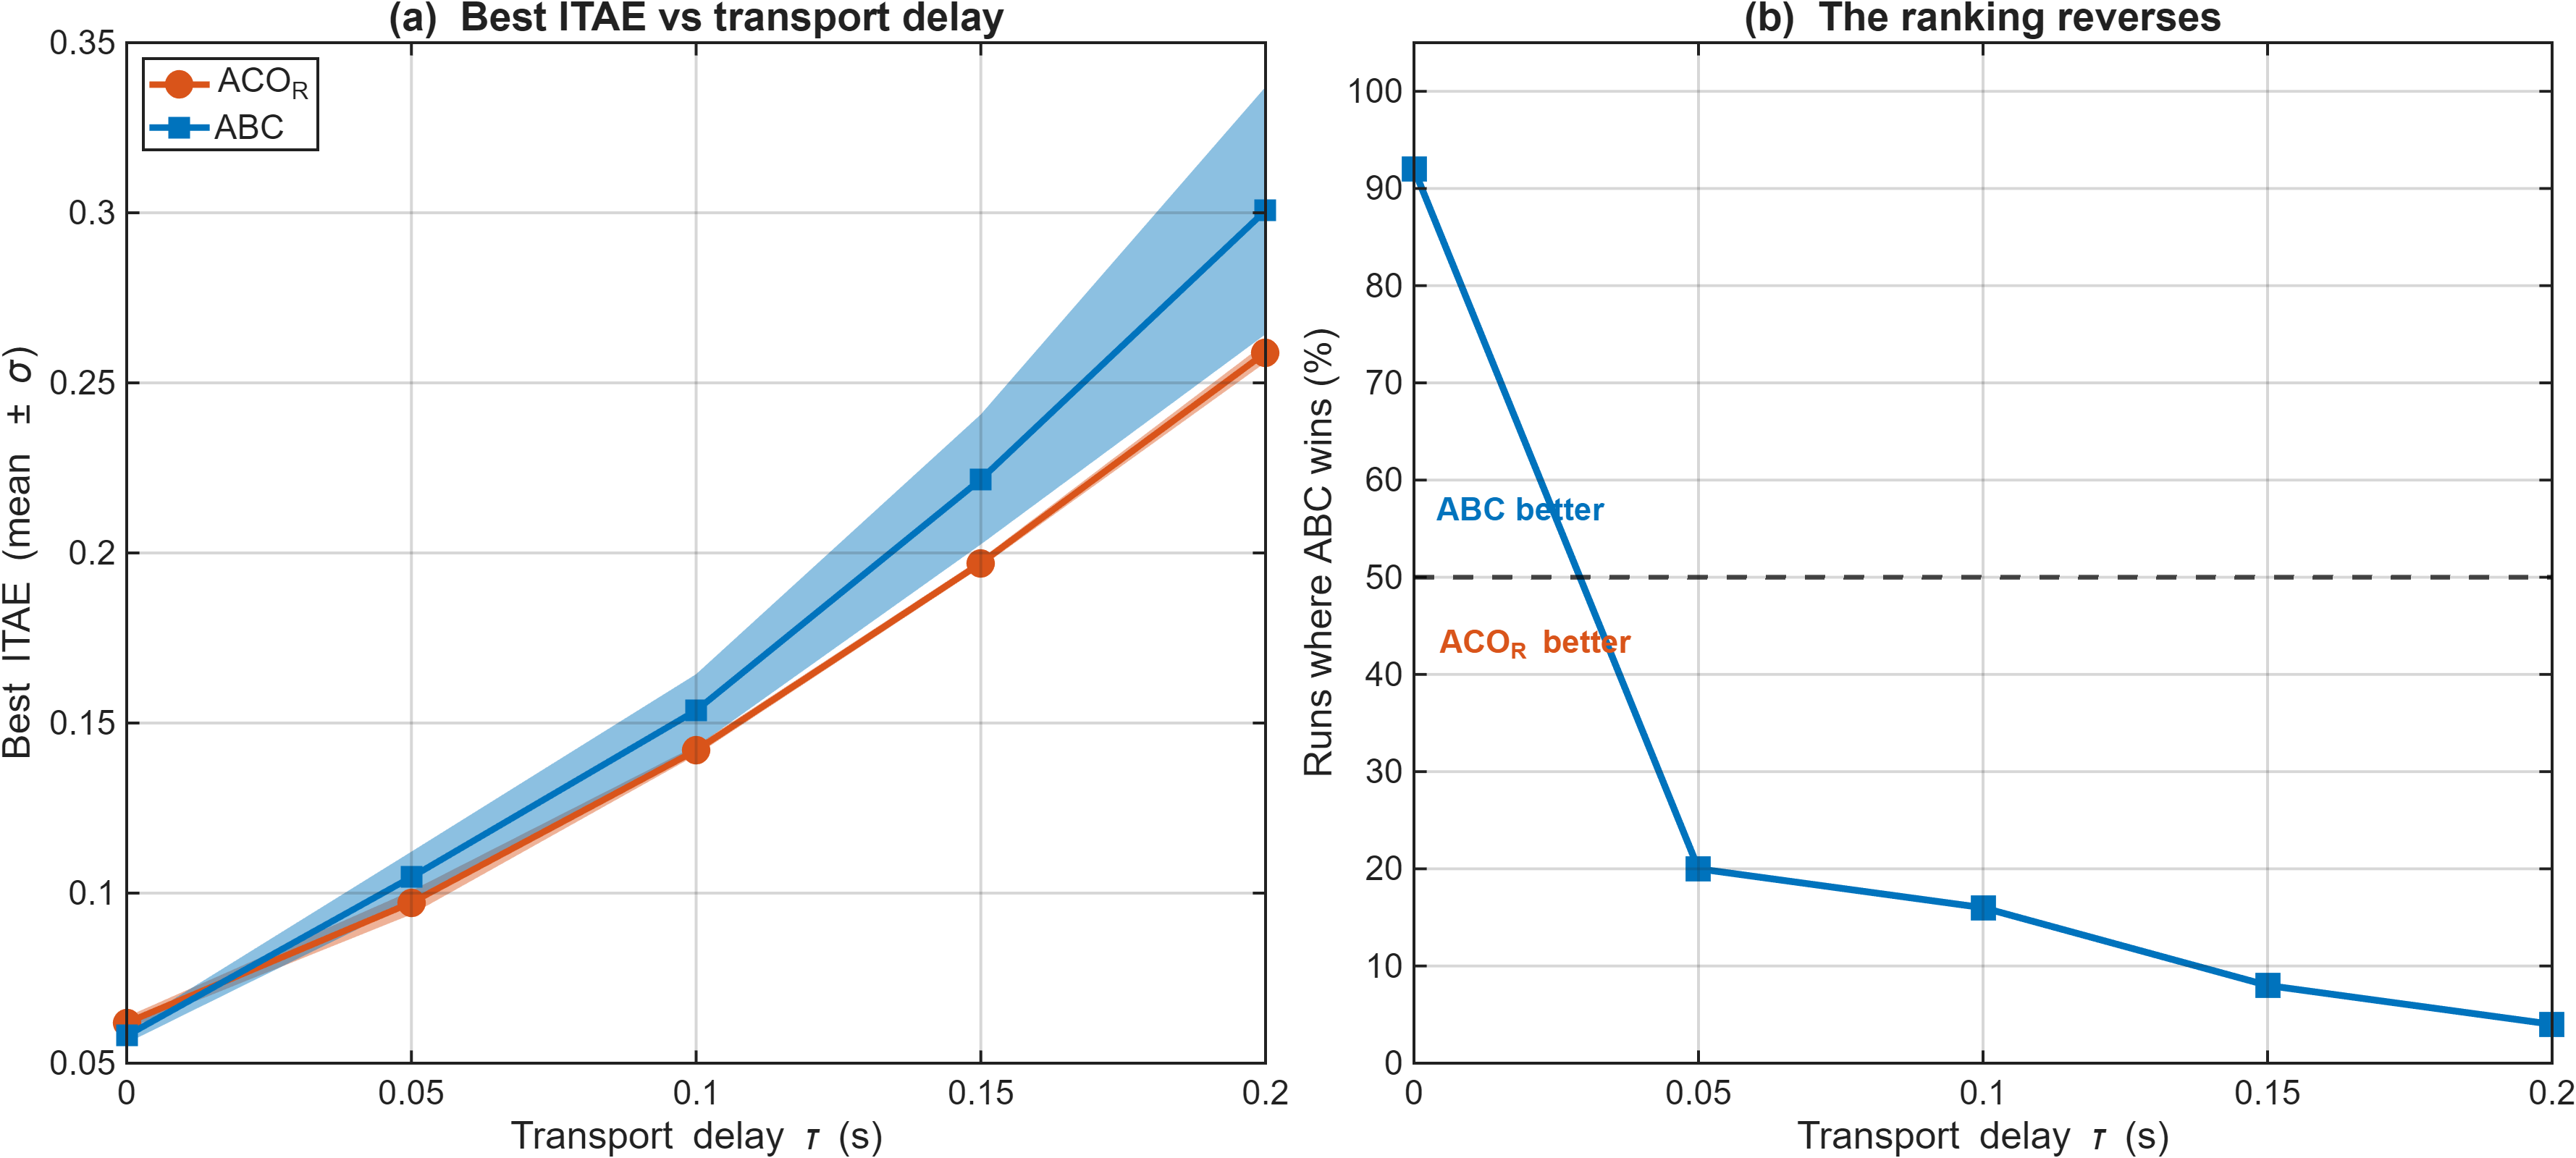 (a) Best ITAE vs transport delay
ACO_R
ABC
0.35
0.3
0.25
0.2
0.15
0.1
0.05
Best ITAE (mean ± σ)
0 0.05 0.1 0.15 0.2
Transport delay τ (s)
(b) The ranking reverses
100
90
80
70
60
50
40
30
20
10
0
Runs where ABC wins (%)
ABC better
ACO_R better
0 0.05 0.1 0.15 0.2
Transport delay τ (s)